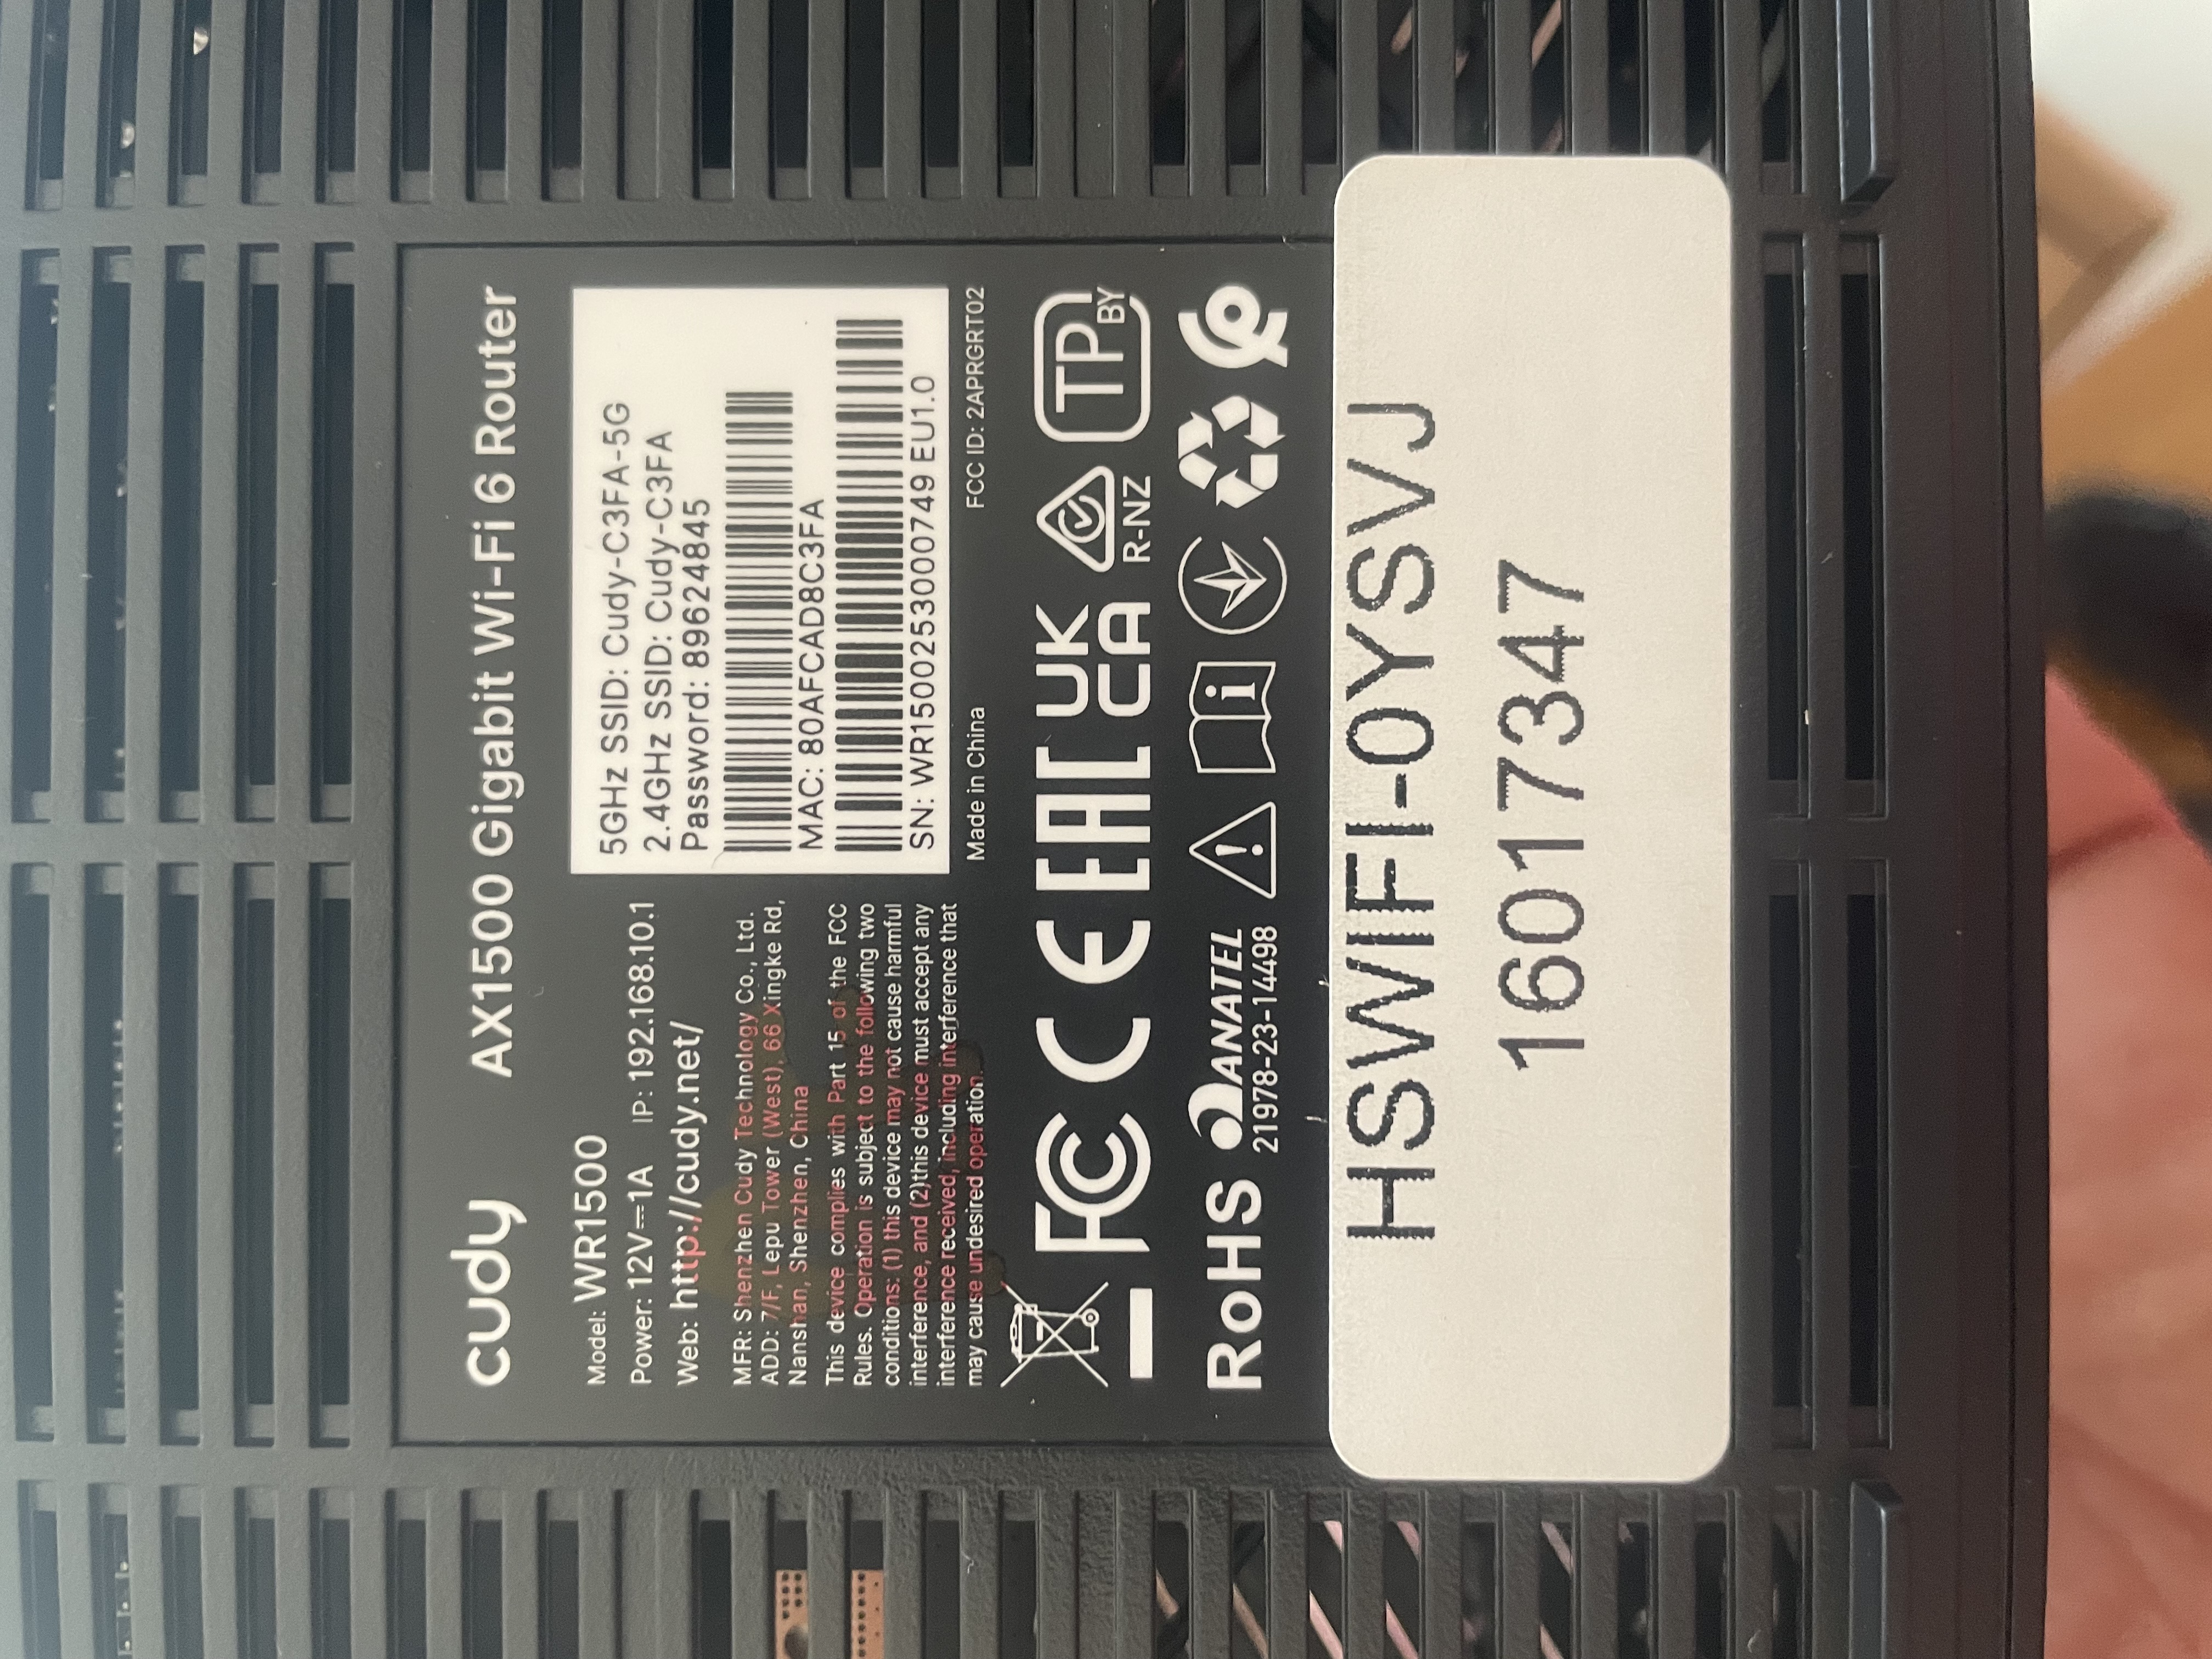 cudy AX1500 Gigabit Wi-Fi 6 Router
Model: WR1500
Power: 12V⎓1A IP: 192.168.10.1
Web: http://cudy.net/
MFR: Shenzhen Cudy Technology Co., Ltd.
ADD: 7/F, Lepu Tower (West), 66 Xingke Rd,
Nanshan, Shenzhen, China
This device complies with Part 15 of the FCC
Rules. Operation is subject to the following two
conditions: (1) this device may not cause harmful
interference, and (2)this device must accept any
interference received, including interference that
may cause undesired operation.
5GHz SSID: Cudy-C3FA-5G
2.4GHz SSID: Cudy-C3FA
Password: 89624845
MAC: 80AFCAD8C3FA
SN: WR15002530000749 EU1.0
Made in China FCC ID: 2APRGRT02
FC CE EAC UK
CA
R-NZ
TP
BY
RoHS ANATEL
21978-23-14498
HSWIFI-0YSVJ
16017347